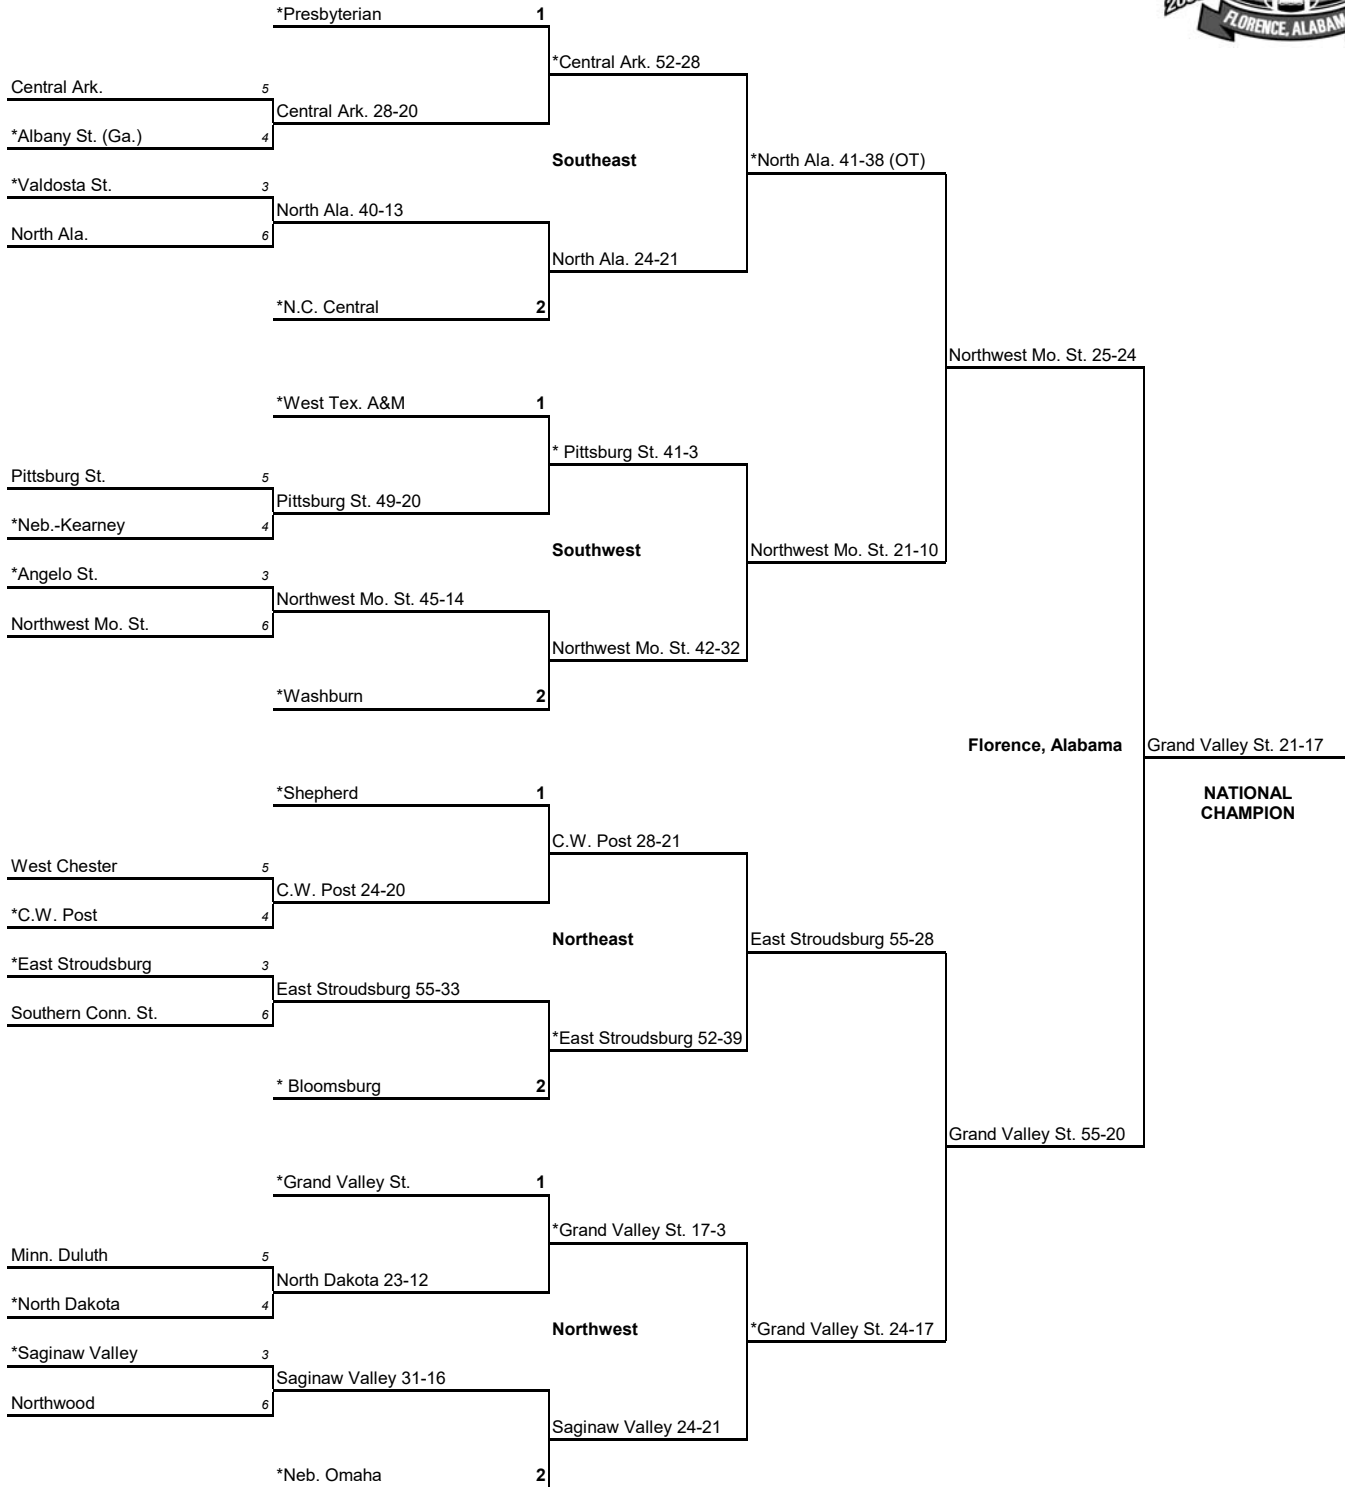 FLORENCE, ALABAM
*Presbyterian 1
*Central Ark. 52-28
Central Ark. 5
Central Ark. 28-20
*Albany St. (Ga.) 4
Southeast
*North Ala. 41-38 (OT)
*Valdosta St. 3
North Ala. 40-13
North Ala. 6
North Ala. 24-21
*N.C. Central 2
Northwest Mo. St. 25-24
*West Tex. A&M 1
* Pittsburg St. 41-3
Pittsburg St. 5
Pittsburg St. 49-20
*Neb.-Kearney 4
Southwest
Northwest Mo. St. 21-10
*Angelo St. 3
Northwest Mo. St. 45-14
Northwest Mo. St. 6
Northwest Mo. St. 42-32
*Washburn 2
Florence, Alabama
Grand Valley St. 21-17
NATIONAL
CHAMPION
*Shepherd 1
C.W. Post 28-21
West Chester 5
C.W. Post 24-20
*C.W. Post 4
Northeast
East Stroudsburg 55-28
*East Stroudsburg 3
East Stroudsburg 55-33
Southern Conn. St. 6
*East Stroudsburg 52-39
* Bloomsburg 2
Grand Valley St. 55-20
*Grand Valley St. 1
*Grand Valley St. 17-3
Minn. Duluth 5
North Dakota 23-12
*North Dakota 4
Northwest
*Grand Valley St. 24-17
*Saginaw Valley 3
Saginaw Valley 31-16
Northwood 6
Saginaw Valley 24-21
*Neb. Omaha 2